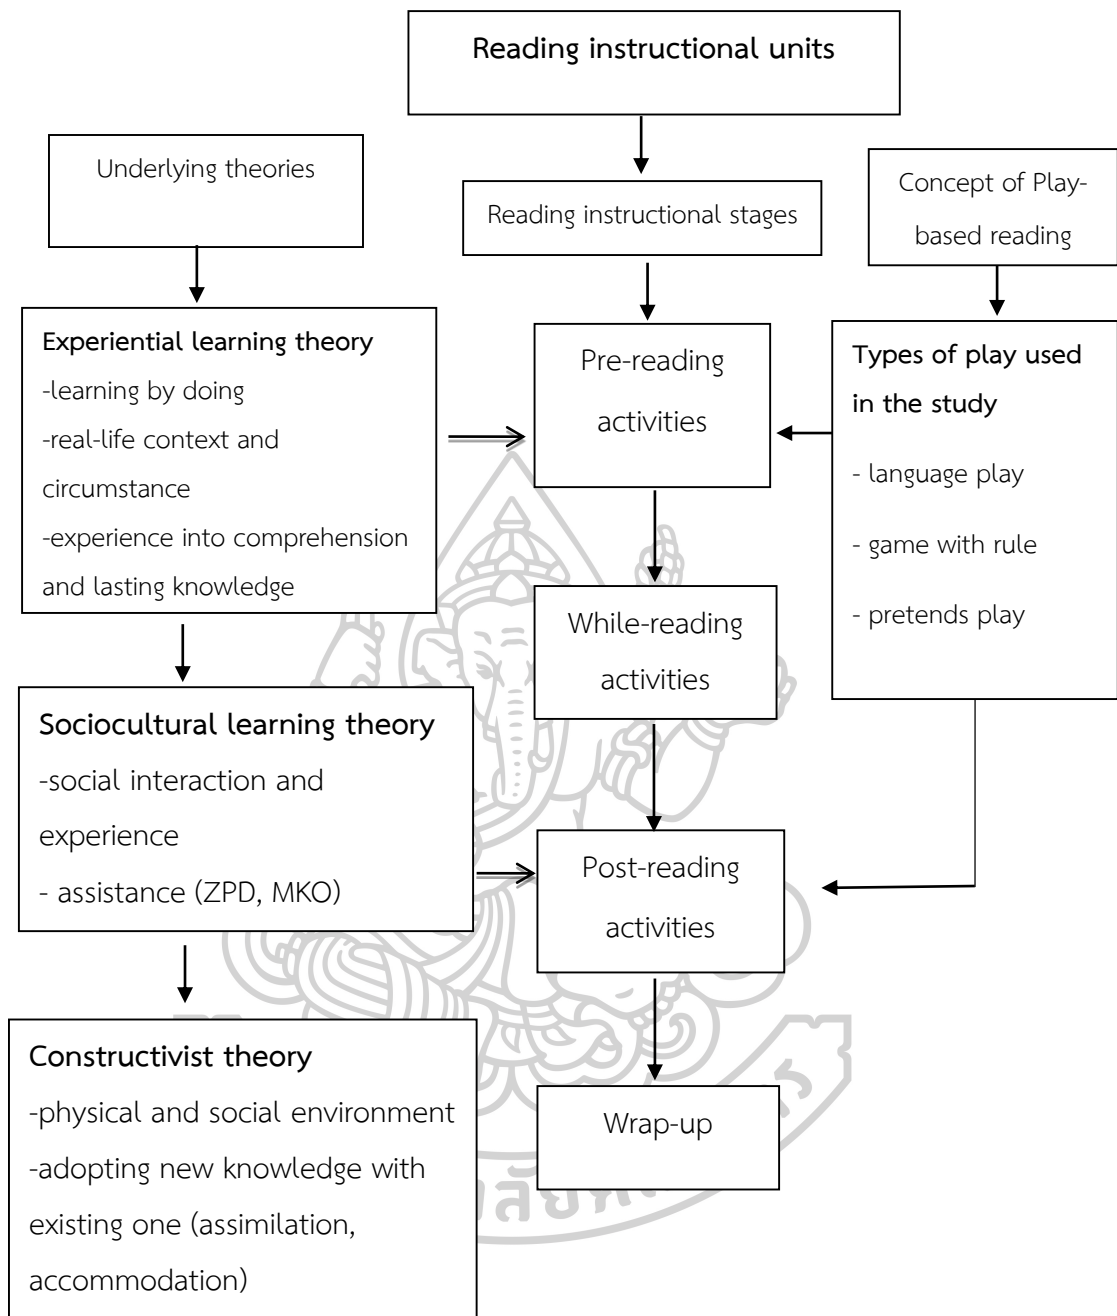 Reading instructional units
Underlying theories
Reading instructional stages
Concept of Play-
based reading
Experiential learning theory
-learning by doing
-real-life context and
circumstance
-experience into comprehension
and lasting knowledge
Pre-reading
activities
Types of play used
in the study
- language play
- game with rule
- pretends play
While-reading
activities
Sociocultural learning theory
-social interaction and
experience
- assistance (ZPD, MKO)
Post-reading
activities
Constructivist theory
-physical and social environment
-adopting new knowledge with
existing one (assimilation,
accommodation)
Wrap-up